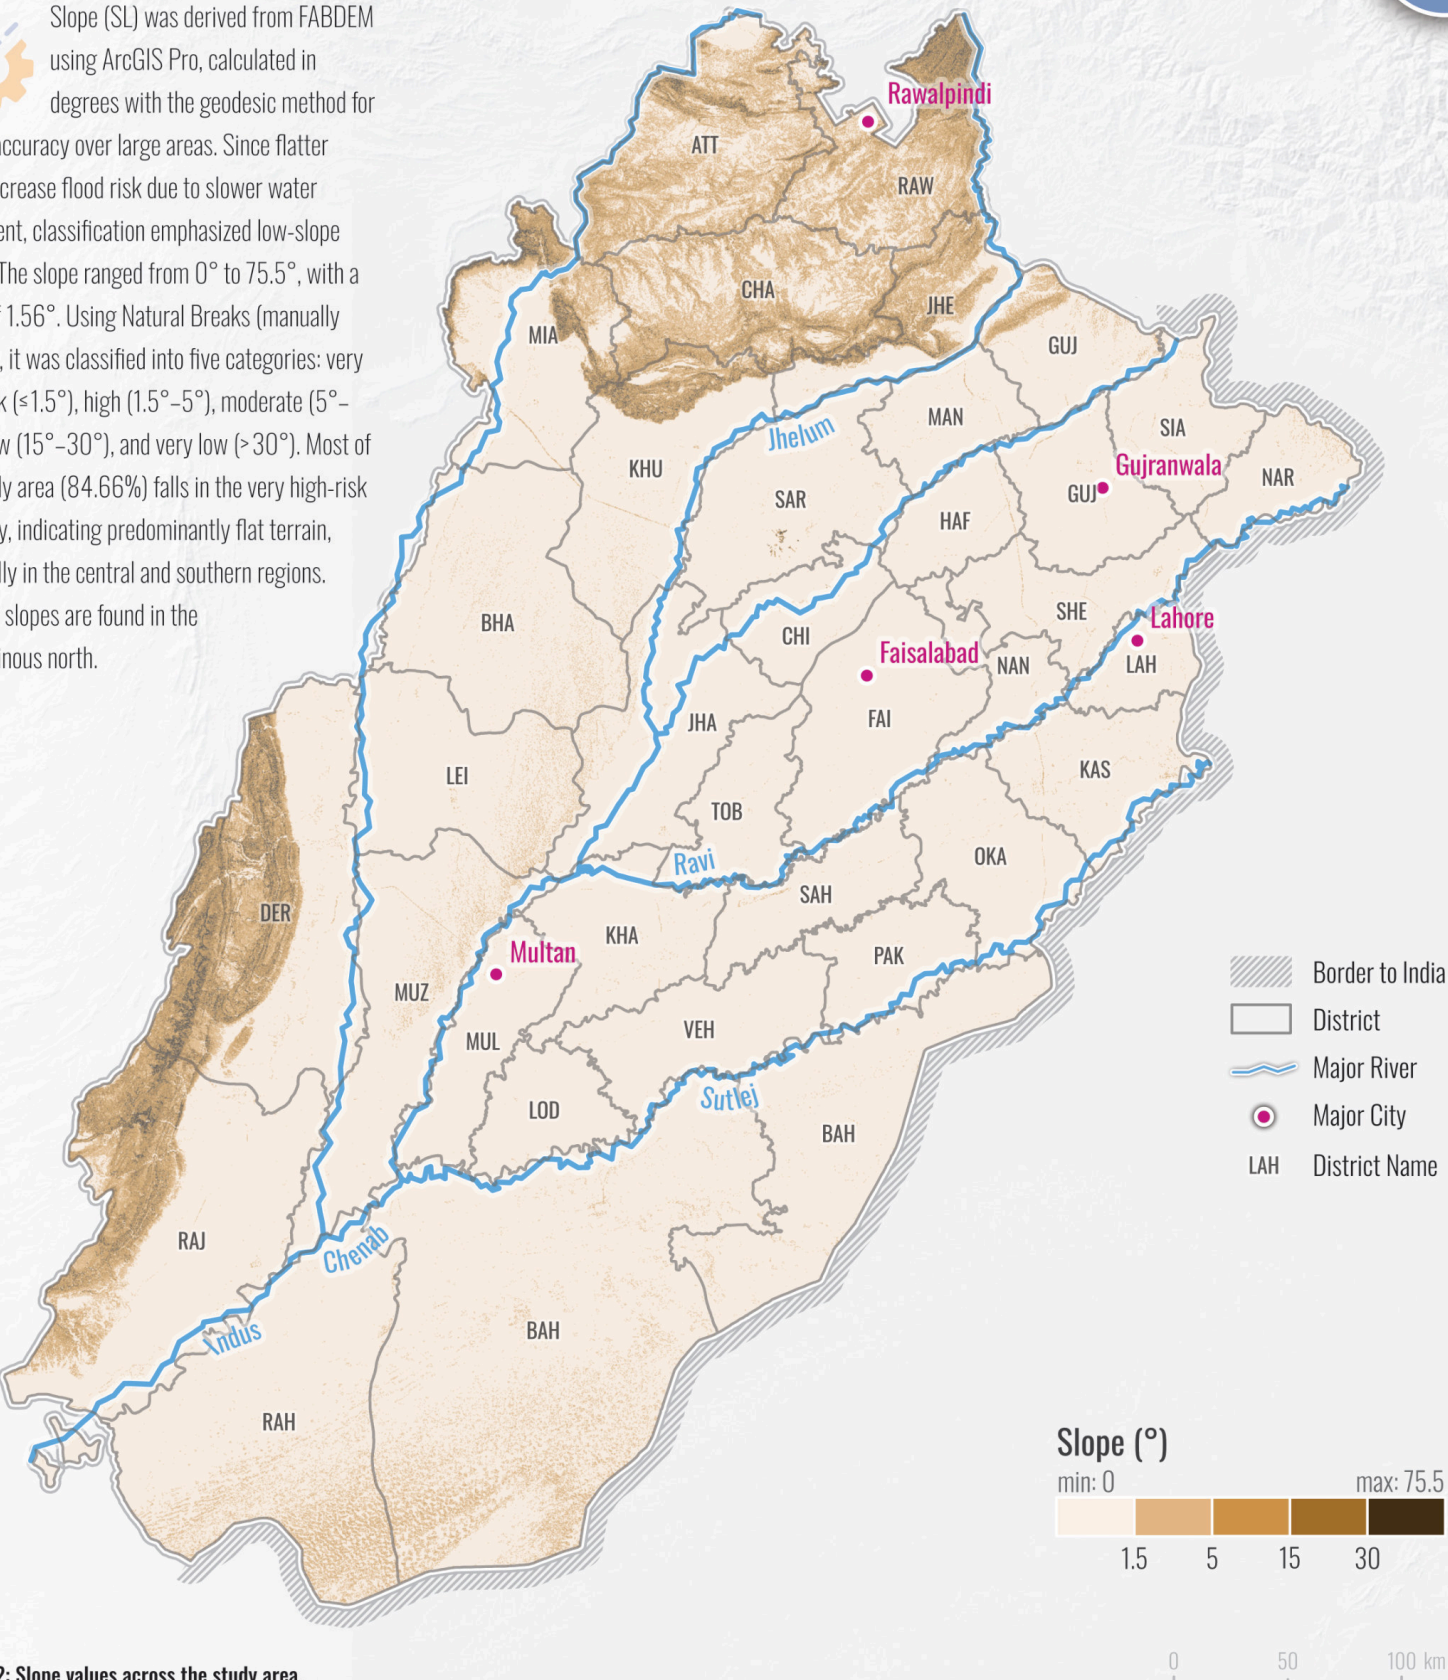 Slope (SL) was derived from FABDEM
using ArcGIS Pro, calculated in
degrees with the geodesic method for
accuracy over large areas. Since flatter
flood risk due to slower water
classification emphasized low-slope
The slope ranged from 0° to 75.5°, with a
1.56°. Using Natural Breaks (manually
it was classified into five categories: very
(≤1.5°), high (1.5°–5°), moderate (5°–
(15°–30°), and very low (>30°). Most of
area (84.66%) falls in the very high-risk
indicating predominantly flat terrain,
in the central and southern regions.
slopes are found in the
north.
Rawalpindi
ATT
RAW
CHA
JHE
MIA
GUJ
MAN
Jhelum
SIA
KHU
Gujranwala
NAR
SAR
GUJ
HAF
BHA
SHE
Lahore
CHI
Faisalabad
NAN
LAH
JHA
FAI
LEI
KAS
TOB
Ravi
OKA
SAH
DER
KHA
Multan
PAK
MUZ
VEH
MUL
Sutlej
LOD
BAH
RAJ
Chenab
Indus
BAH
RAH
Border to India
District
Major River
Major City
LAH District Name
Slope (°)
min: 0 max: 75.5
1.5 5 15 30
0 50 100 km
Slope values across the study area